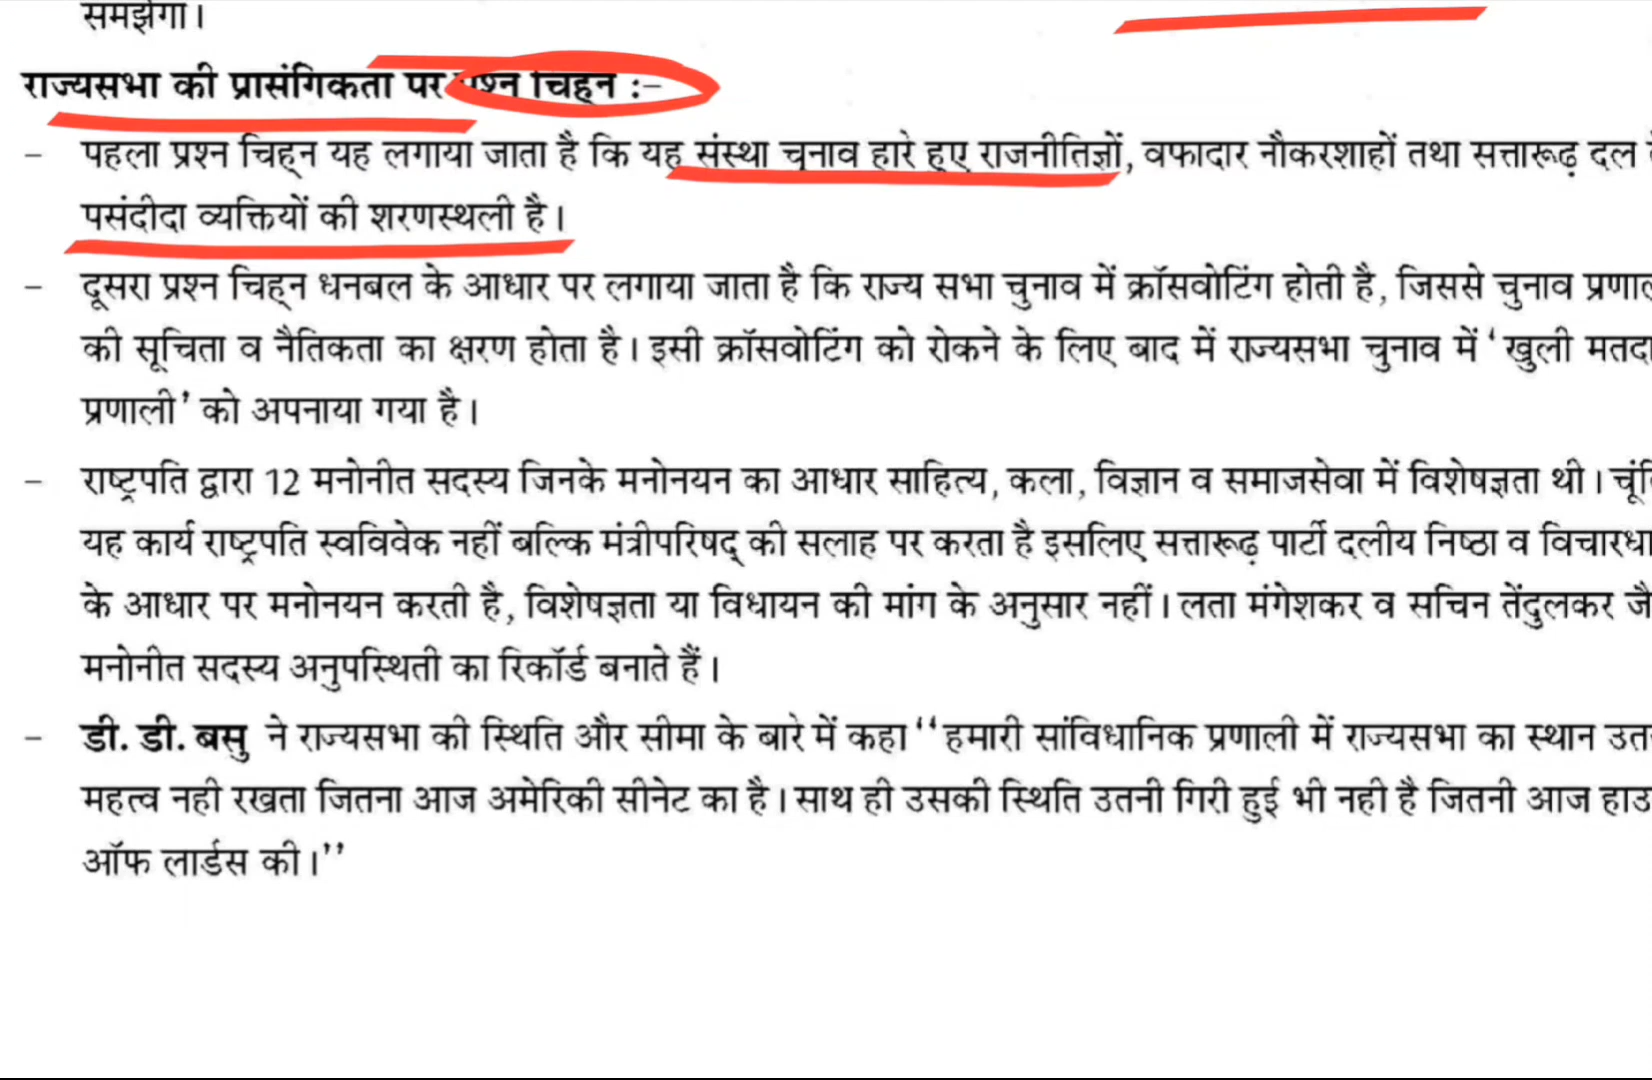 समझेगा।
राज्यसभा की प्रासंगिकता पर प्रश्न चिह्न :–
– पहला प्रश्न चिह्न यह लगाया जाता है कि यह संस्था चुनाव हारे हुए राजनीतिज्ञों, वफादार नौकरशाहों तथा सत्तारूढ़ दल
पसंदीदा व्यक्तियों की शरणस्थली है।
– दूसरा प्रश्न चिह्न धनबल के आधार पर लगाया जाता है कि राज्य सभा चुनाव में क्रॉसवोटिंग होती है, जिससे चुनाव
की सूचिता व नैतिकता का क्षरण होता है। इसी क्रॉसवोटिंग को रोकने के लिए बाद में राज्यसभा चुनाव में ‘खुली
प्रणाली’ को अपनाया गया है।
– राष्ट्रपति द्वारा 12 मनोनीत सदस्य जिनके मनोनयन का आधार साहित्य, कला, विज्ञान व समाजसेवा में विशेषज्ञता थी।
यह कार्य राष्ट्रपति स्वविवेक नहीं बल्कि मंत्रीपरिषद् की सलाह पर करता है इसलिए सत्तारूढ़ पार्टी दलीय निष्ठा व
के आधार पर मनोनयन करती है, विशेषज्ञता या विधायन की मांग के अनुसार नहीं। लता मंगेशकर व सचिन तेंदुलकर
मनोनीत सदस्य अनुपस्थिती का रिकॉर्ड बनाते हैं।
– डी. डी. बसु ने राज्यसभा की स्थिति और सीमा के बारे में कहा ‘‘हमारी सांविधानिक प्रणाली में राज्यसभा का स्थान
महत्व नही रखता जितना आज अमेरिकी सीनेट का है। साथ ही उसकी स्थिति उतनी गिरी हुई भी नही है जितनी आज
ऑफ लार्डस की।’’